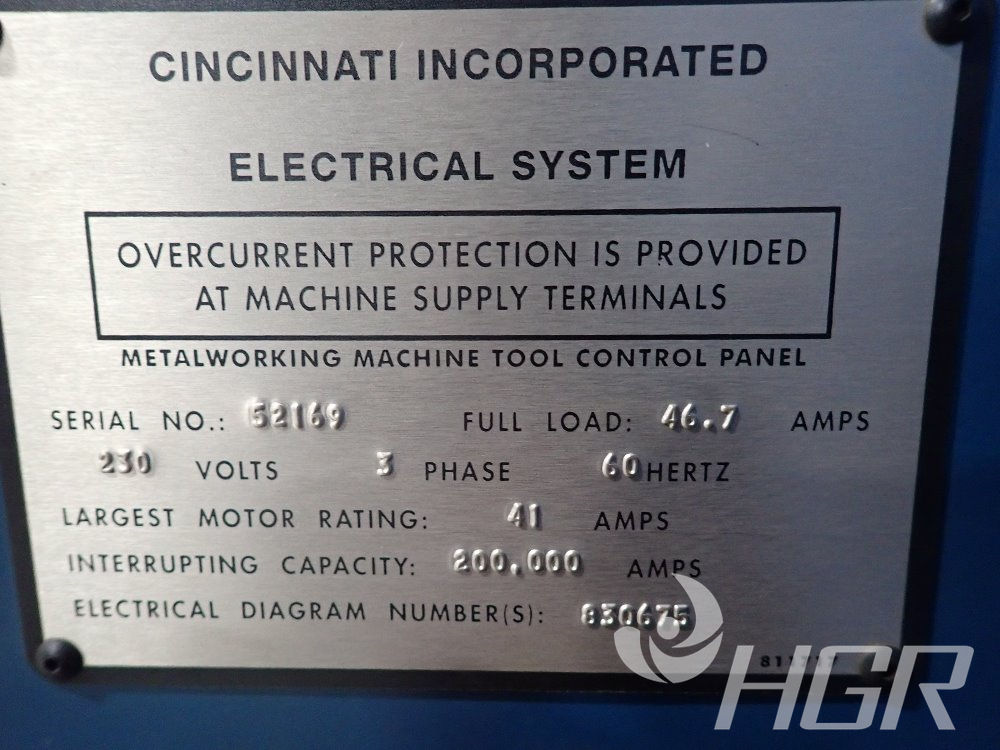 CINCINNATI INCORPORATED
ELECTRICAL SYSTEM
OVERCURRENT PROTECTION IS PROVIDED
AT MACHINE SUPPLY TERMINALS
METALWORKING MACHINE TOOL CONTROL PANEL
SERIAL NO.: 52169 FULL LOAD: 46.7 AMPS
230 VOLTS 3 PHASE 60 HERTZ
LARGEST MOTOR RATING: 41 AMPS
INTERRUPTING CAPACITY: 200,000 AMPS
ELECTRICAL DIAGRAM NUMBER(S): 830675
HGR